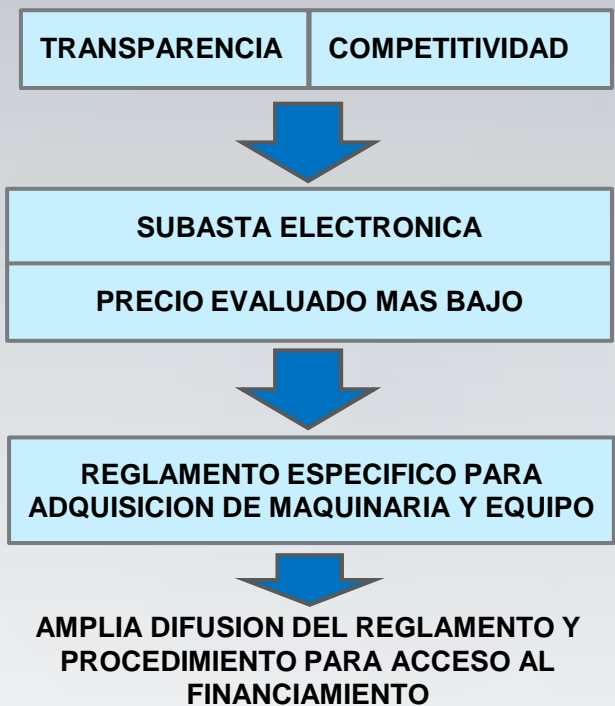 TRANSPARENCIA COMPETITIVIDAD
SUBASTA ELECTRONICA
PRECIO EVALUADO MAS BAJO
REGLAMENTO ESPECIFICO PARA
ADQUISICION DE MAQUINARIA Y EQUIPO
AMPLIA DIFUSION DEL REGLAMENTO Y
PROCEDIMIENTO PARA ACCESO AL
FINANCIAMIENTO